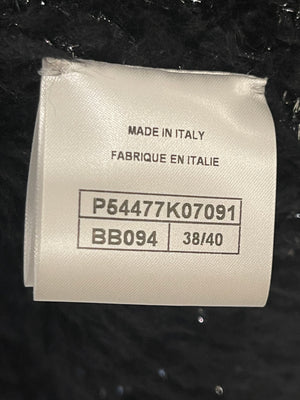 MADE IN ITALY
FABRIQUE EN ITALIE
P54477K07091
BB094 38/40